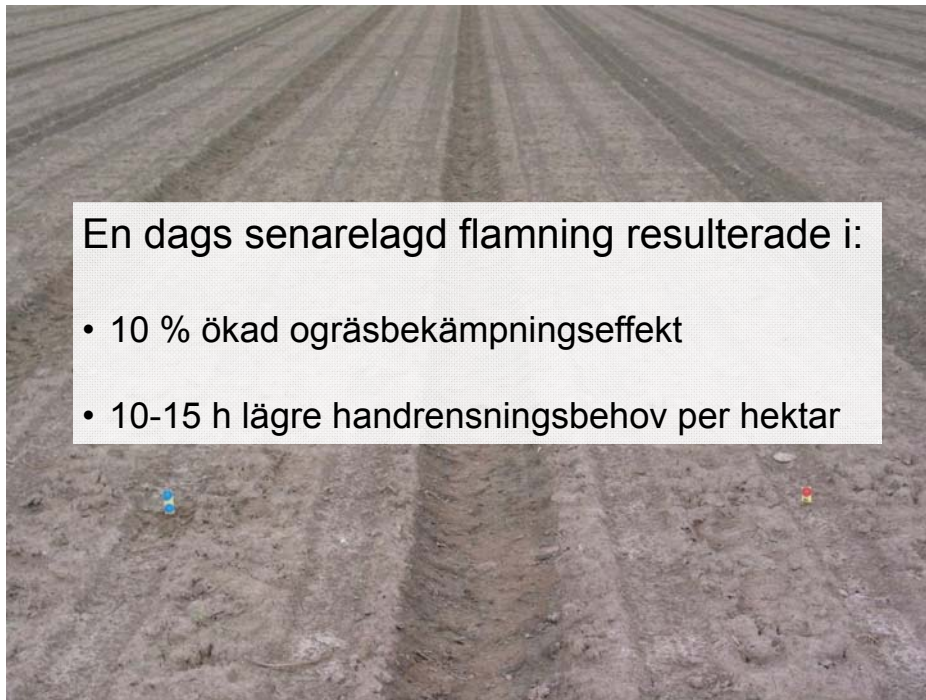 En dags senarelagd flamning resulterade i:
• 10 % ökad ogräsbekämpningseffekt
• 10-15 h lägre handrensningsbehov per hektar